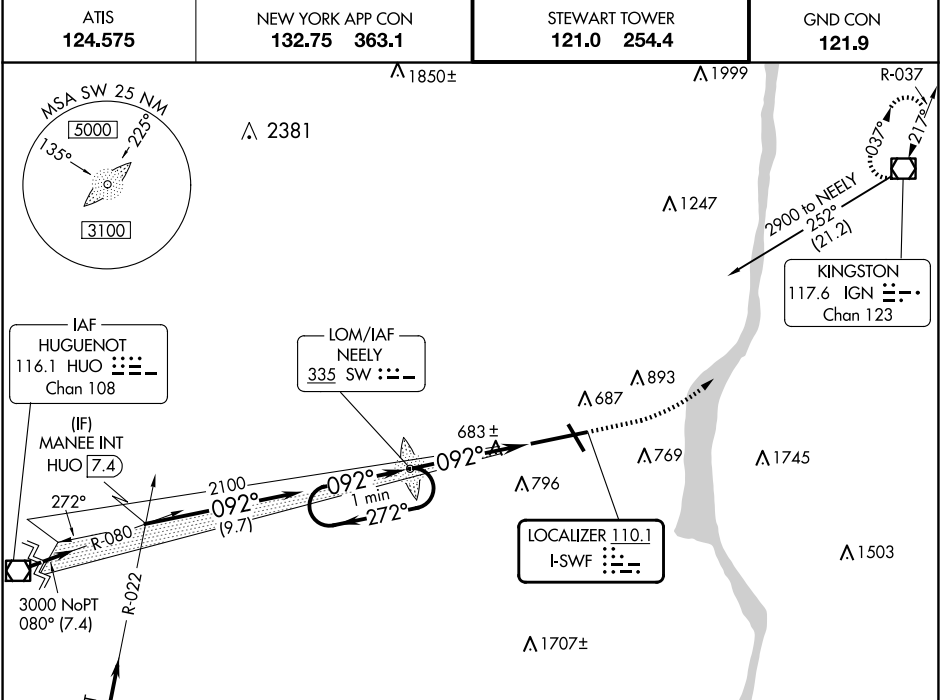 ATIS
124.575
NEW YORK APP CON
132.75 363.1
STEWART TOWER
121.0 254.4
GND CON
121.9
1850±
1999
R-037
MSA SW 25 NM
5000
135°
225°
3100
2381
037°
217°
1247
2900 to NEELY
252°
(21.2)
KINGSTON
117.6 IGN
Chan 123
IAF
HUGUENOT
116.1 HUO
Chan 108
LOM/IAF
NEELY
335 SW
893
687
(IF)
MANEE INT
HUO 7.4
683±
092°
769
1745
2100
092°
092°
1 min
272°
272°
(9.7)
796
R-080
LOCALIZER 110.1
I-SWF
1503
3000 NoPT
080° (7.4)
R-022
1707±